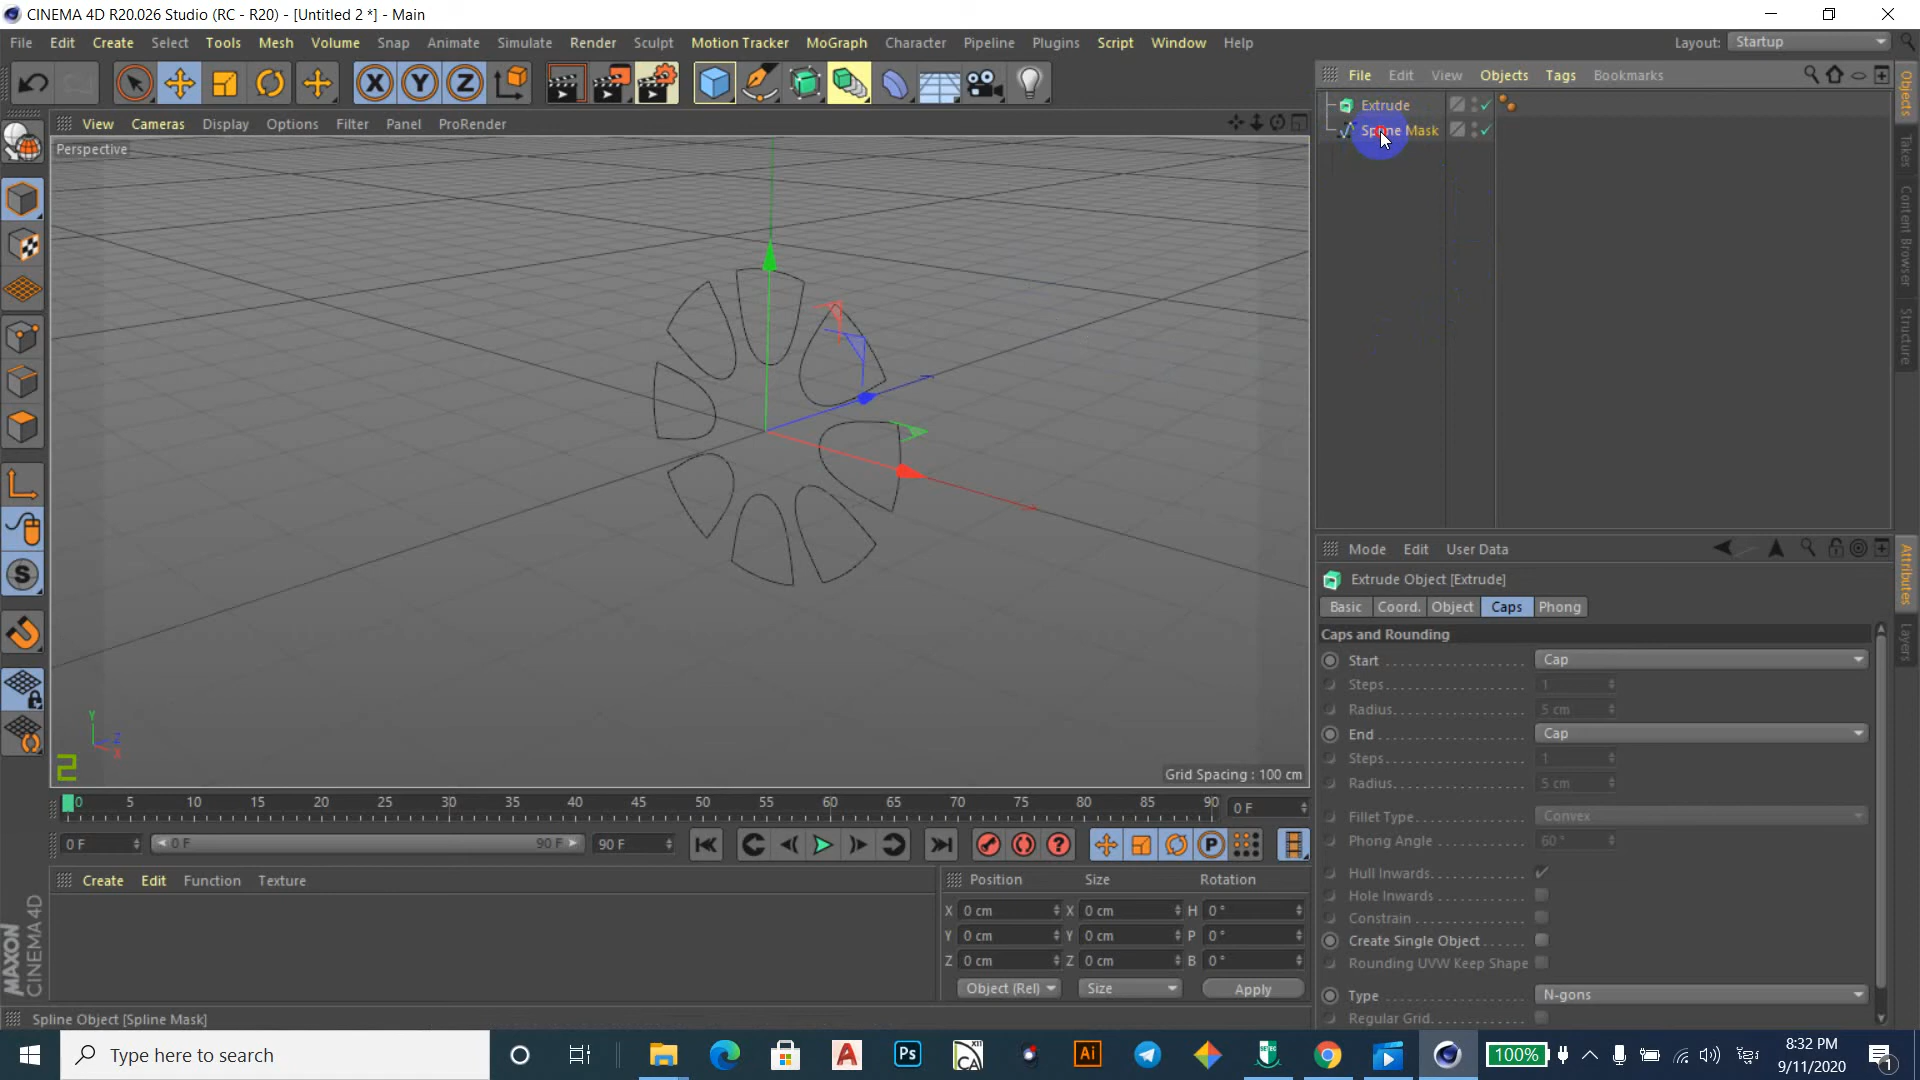 CINEMA 4D R20.026 Studio (RC - R20) - [Untitled 2 *] - Main
File Edit Create Select Tools Mesh Volume Snap Animate Simulate Render Sculpt Motion Tracker MoGraph Character Pipeline Plugins Script Window Help Layout: Startup
File Edit View Objects Tags Bookmarks
View Cameras Display Options Filter Panel ProRender
Perspective
Extrude
Spline Mask
Objects
Takes
Content Browser
Structure
Grid Spacing : 100 cm
Mode Edit User Data
Extrude Object [Extrude]
Basic Coord. Object Caps Phong
Caps and Rounding
Start Cap
Steps 1
Radius 5 cm
End Cap
Steps 1
Radius 5 cm
Fillet Type Convex
Phong Angle 60 °
Hull Inwards
Hole Inwards
Constrain
Create Single Object
Rounding UVW Keep Shape
Type N-gons
Regular Grid
Attributes
Layers
0 5 10 15 20 25 30 35 40 45 50 55 60 65 70 75 80 85 90 0 F
0 F 0 F 90 F 90 F
Create Edit Function Texture
Position Size Rotation
X 0 cm X 0 cm H 0 °
Y 0 cm Y 0 cm P 0 °
Z 0 cm Z 0 cm B 0 °
Object (Rel) Size Apply
MAXON
CINEMA 4D
Spline Object [Spline Mask]
Type here to search
100%
8:32 PM
9/11/2020